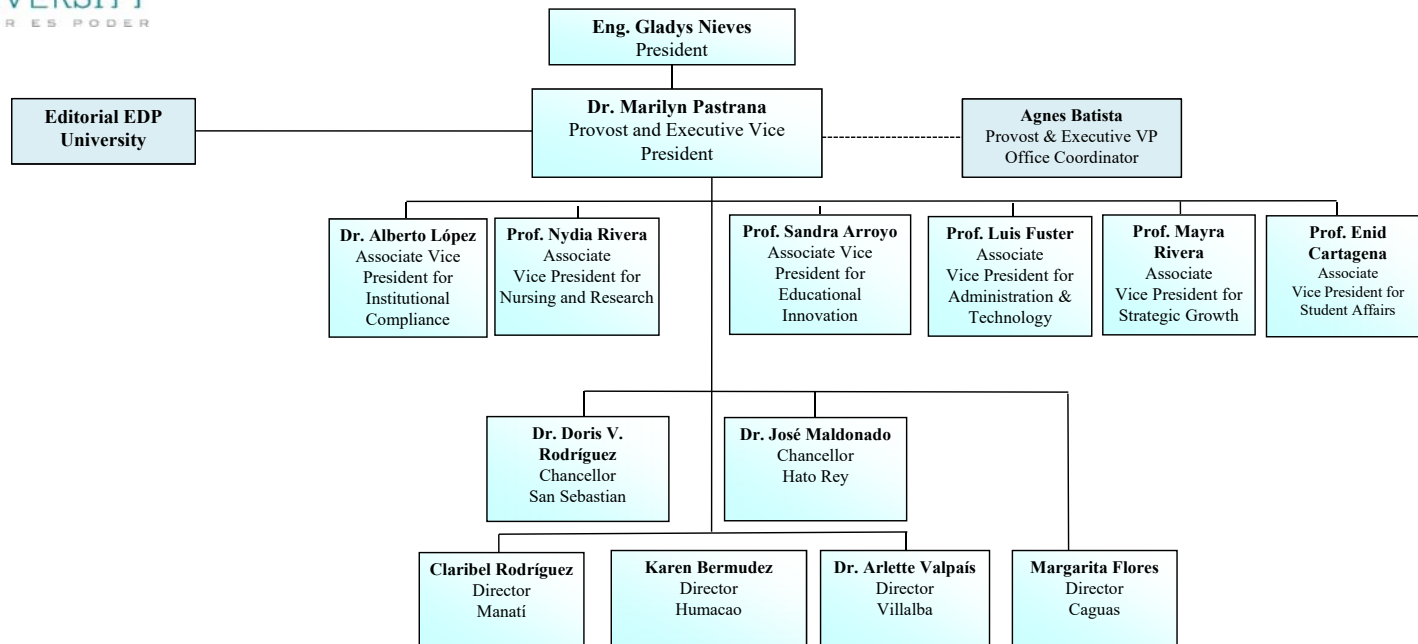 R ES PODER
Eng. Gladys Nieves
President
Editorial EDP
University
Dr. Marilyn Pastrana
Provost and Executive Vice
President
Agnes Batista
Provost & Executive VP
Office Coordinator
Dr. Alberto López
Associate Vice
President for
Institutional
Compliance
Prof. Nydia Rivera
Associate
Vice President for
Nursing and Research
Prof. Sandra Arroyo
Associate Vice
President for
Educational
Innovation
Prof. Luis Fuster
Associate
Vice President for
Administration &
Technology
Prof. Mayra
Rivera
Associate
Vice President for
Strategic Growth
Prof. Enid
Cartagena
Associate
Vice President for
Student Affairs
Dr. Doris V.
Rodríguez
Chancellor
San Sebastian
Dr. José Maldonado
Chancellor
Hato Rey
Claribel Rodríguez
Director
Manatí
Karen Bermudez
Director
Humacao
Dr. Arlette Valpaís
Director
Villalba
Margarita Flores
Director
Caguas